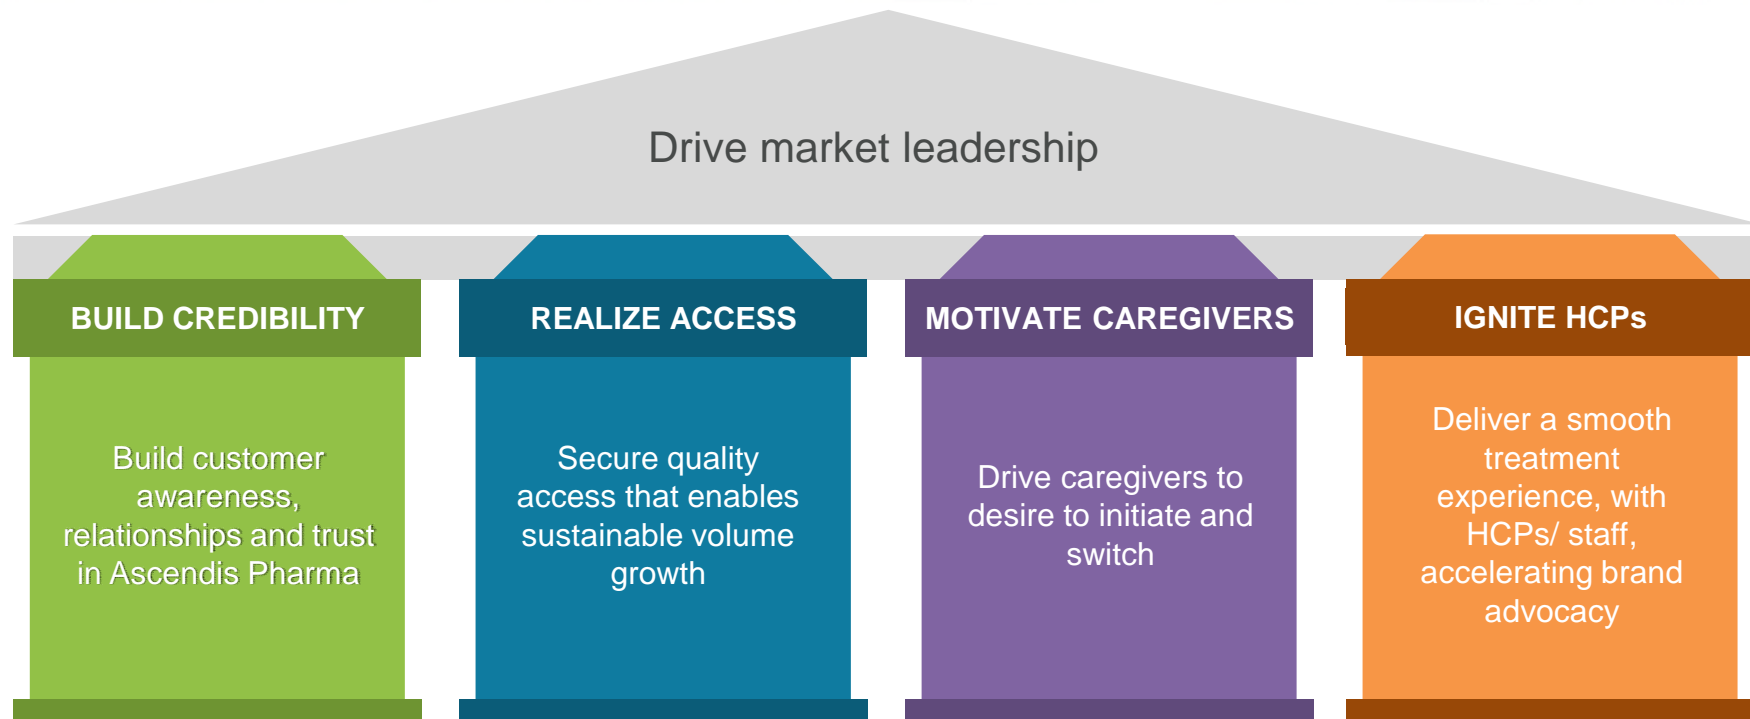 Drive market leadership
BUILD CREDIBILITY
Build customer
awareness,
relationships and trust
in Ascendis Pharma
REALIZE ACCESS
Secure quality
access that enables
sustainable volume
growth
MOTIVATE CAREGIVERS
Drive caregivers to
desire to initiate and
switch
IGNITE HCPs
Deliver a smooth
treatment
experience, with
HCPs/ staff,
accelerating brand
advocacy